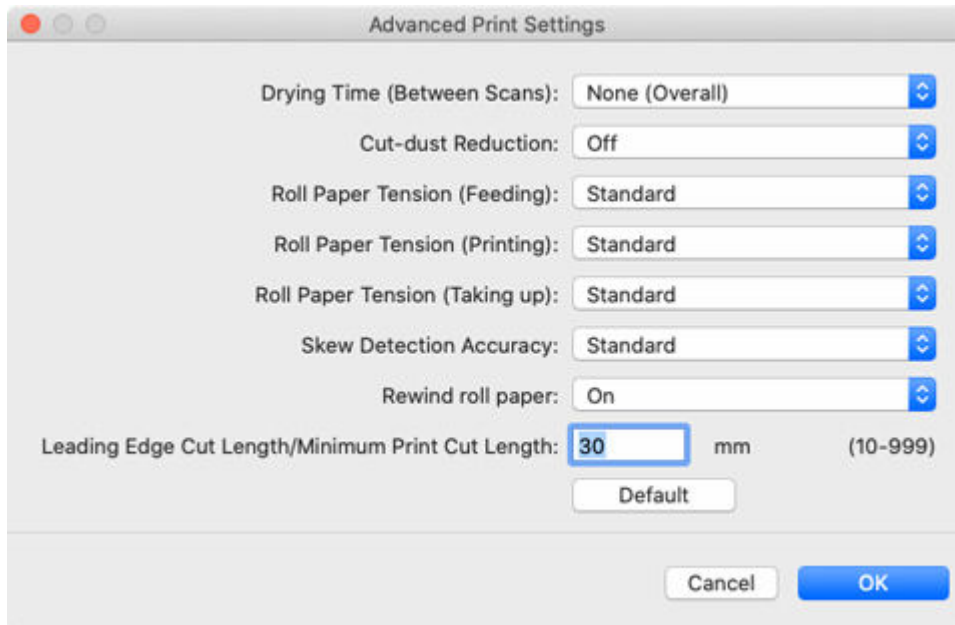 Advanced Print Settings
Drying Time (Between Scans): None (Overall)
Cut-dust Reduction: Off
Roll Paper Tension (Feeding): Standard
Roll Paper Tension (Printing): Standard
Roll Paper Tension (Taking up): Standard
Skew Detection Accuracy: Standard
Rewind roll paper: On
Leading Edge Cut Length/Minimum Print Cut Length: 30 mm (10-999)
Default
Cancel OK